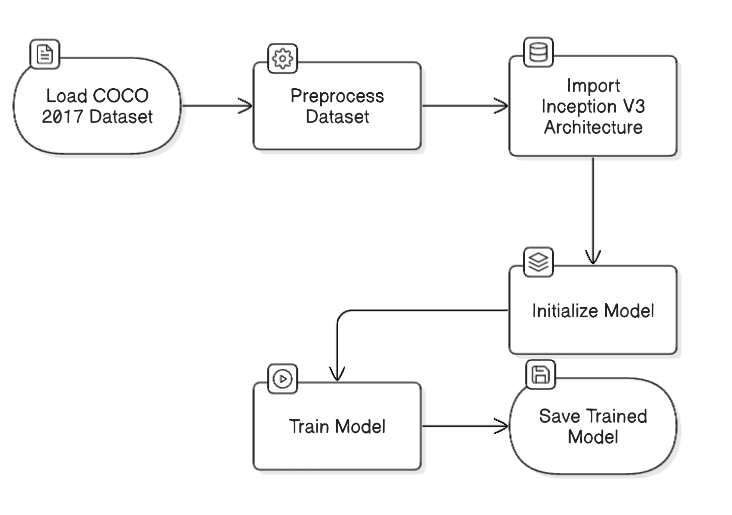 Load COCO
2017 Dataset
Preprocess
Dataset
Import
Inception V3
Architecture
Initialize Model
Train Model
Save Trained
Model